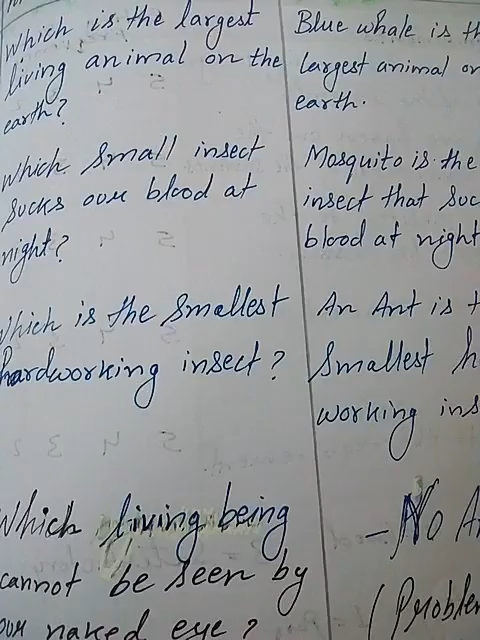 Which is the largest
living animal on the
earth?
Blue whale is th
largest animal on
earth.
Which small insect
sucks our blood at
night?
Mosquito is the
insect that suc
blood at night
Which is the smallest
hardworking insect?
An Ant is t
smallest h
working ins
Which living being
cannot be seen by
our naked eye?
- No An
(Problem